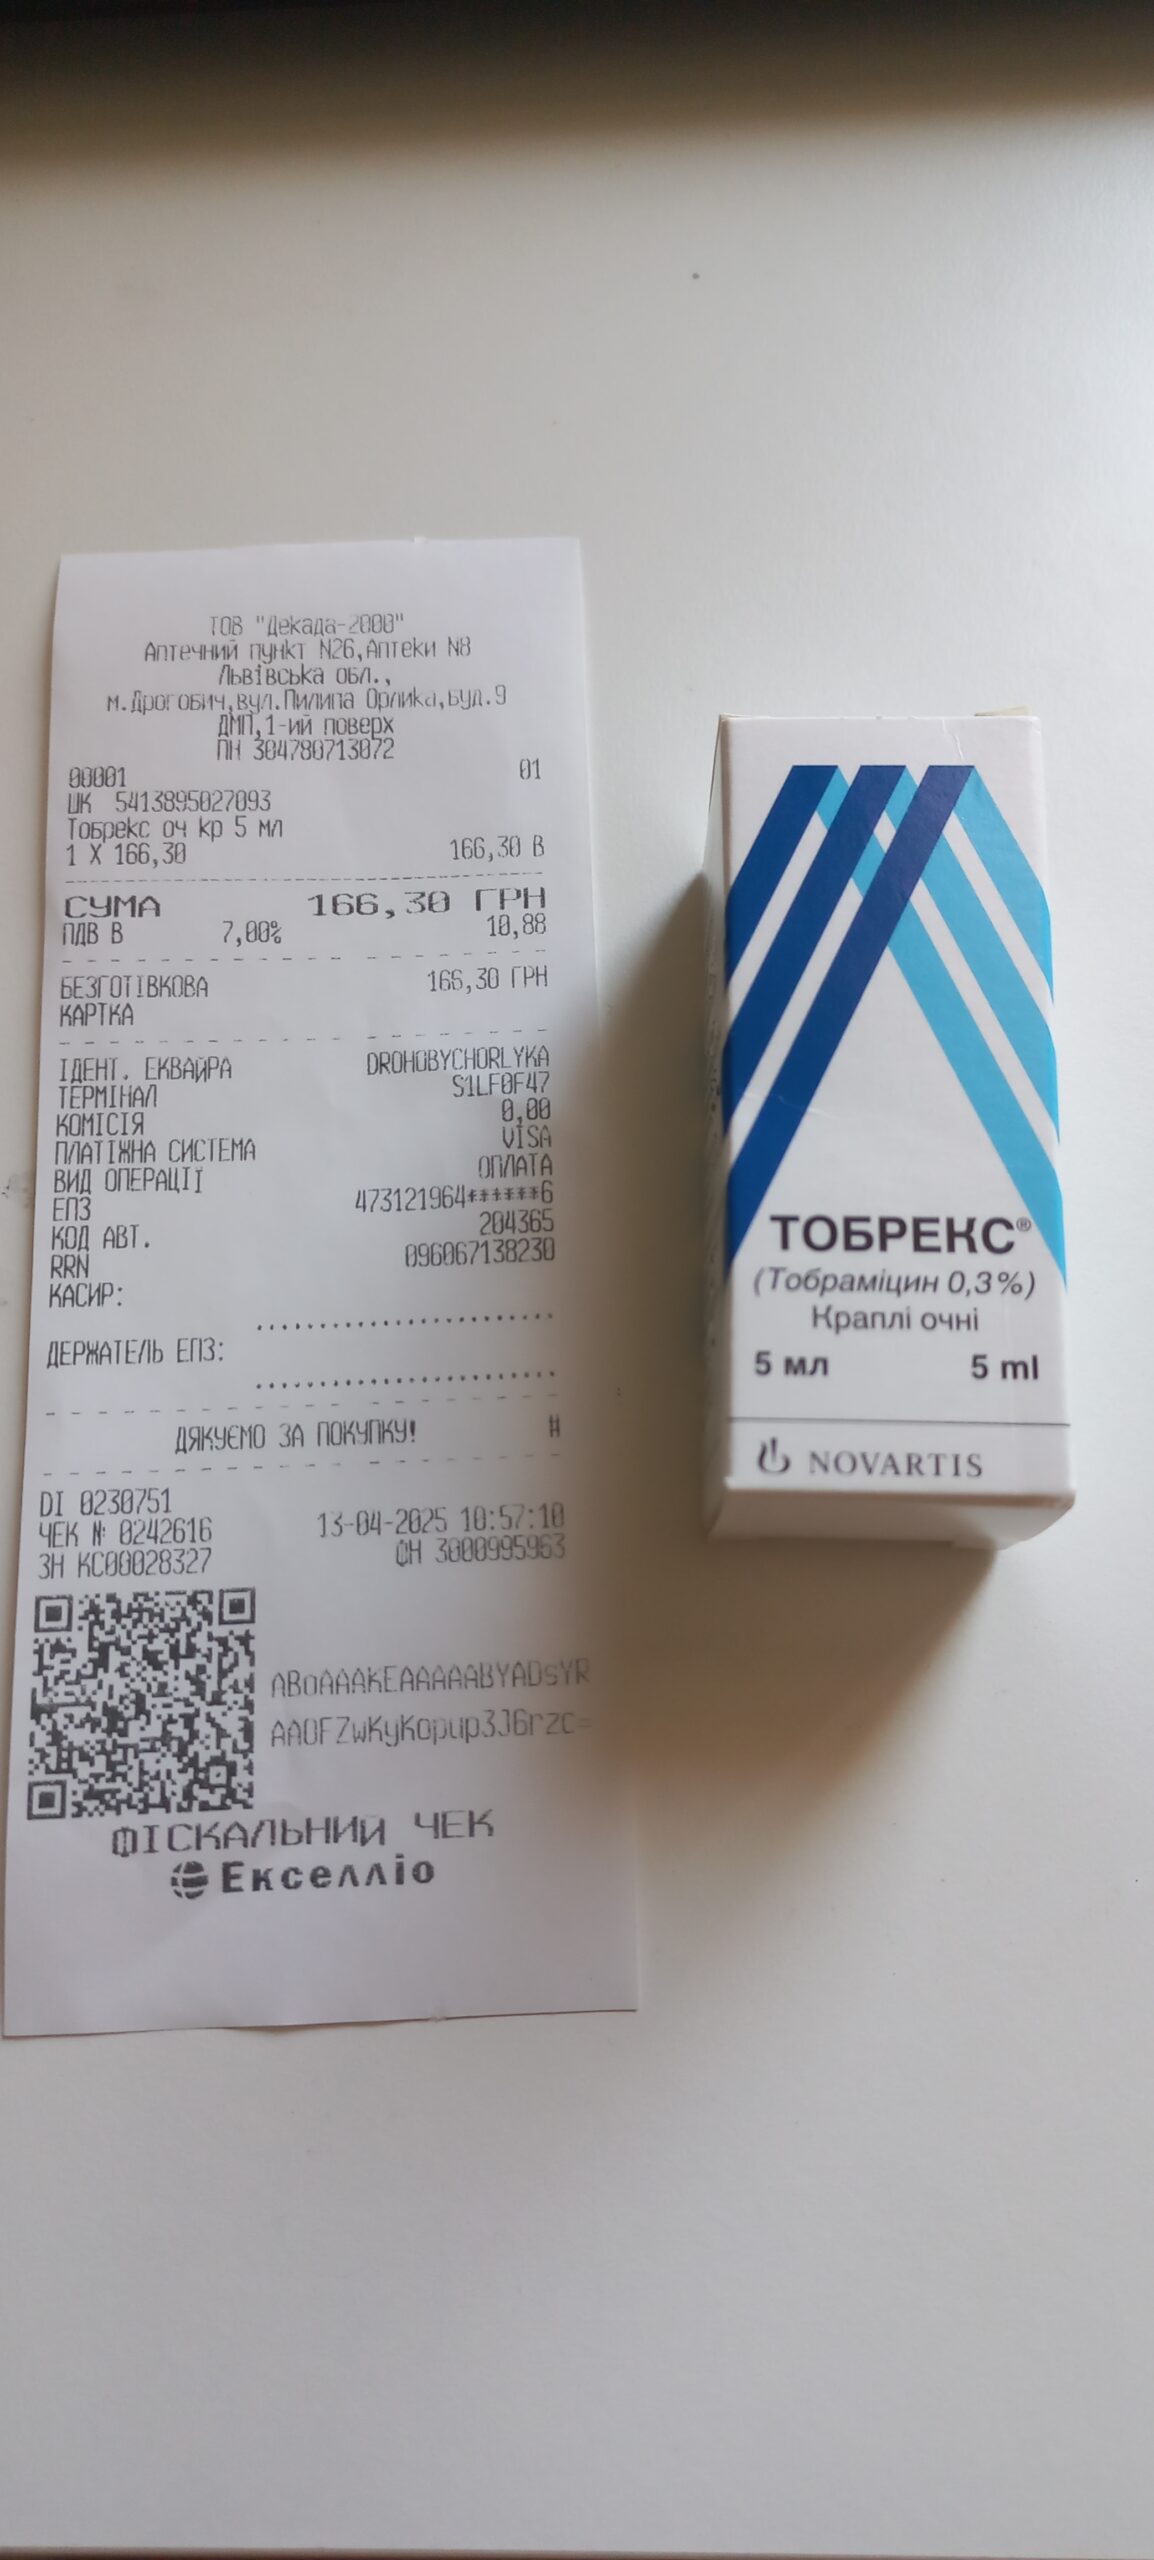 ТОВ "Декада-2000"
Аптечний пункт N26,Аптеки N8
Львівська обл.,
м.Дрогобич,вул.Пилипа Орлика,буд.9
ДМП,1-ий поверх
ПН 304780713072
00001 01
ШК 5413895027093
Тобрекс оч кр 5 мл
1 X 166,30 166,30 В
СУМА 166,30 ГРН
ПДВ В 7,00% 10,88
БЕЗГОТІВКОВА 166,30 ГРН
КАРТКА
ІДЕНТ. ЕКВАЙРА DROHOBYCHORLYKA
ТЕРМІНАЛ S1LF0F47
КОМІСІЯ 0,00
ПЛАТІЖНА СИСТЕМА VISA
ВИД ОПЕРАЦІЇ ОПЛАТА
ЕПЗ 473121964******6
КОД АВТ. 204365
RRN 096067138230
КАСИР:
ДЕРЖАТЕЛЬ ЕПЗ:
ДЯКУЄМО ЗА ПОКУПКУ! Н
DI 0230751
ЧЕК № 0242616 13-04-2025 10:57:10
ЗН КС00028327 ФН 3000995963
ФІСКАЛЬНИЙ ЧЕК
Екселліо
ТОБРЕКС®
(Тобраміцин 0,3%)
Краплі очні
5 мл 5 ml
NOVARTIS